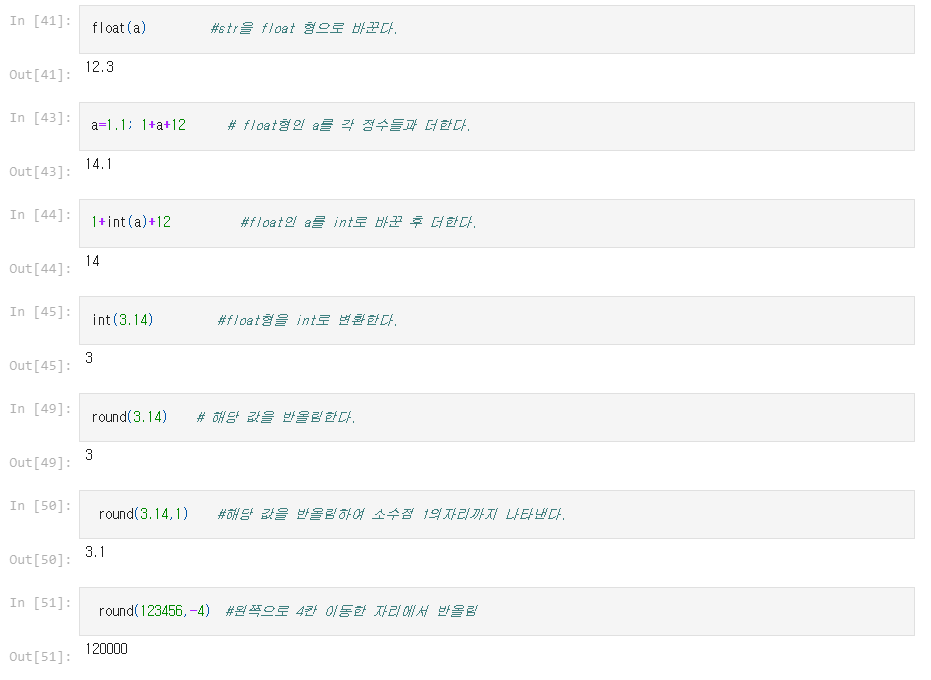 In [41]: float(a) #str을 float 형으로 바꾼다.
Out[41]: 12.3
In [43]: a=1.1; 1+a+12 # float형인 a를 각 정수들과 더한다.
Out[43]: 14.1
In [44]: 1+int(a)+12 #float인 a를 int로 바꾼 후 더한다.
Out[44]: 14
In [45]: int(3.14) #float형을 int로 변환한다.
Out[45]: 3
In [49]: round(3.14) # 해당 값을 반올림한다.
Out[49]: 3
In [50]: round(3.14,1) #해당 값을 반올림하여 소수점 1의자리까지 나타낸다.
Out[50]: 3.1
In [51]: round(123456,-4) #왼쪽으로 4칸 이동한 자리에서 반올림
Out[51]: 120000